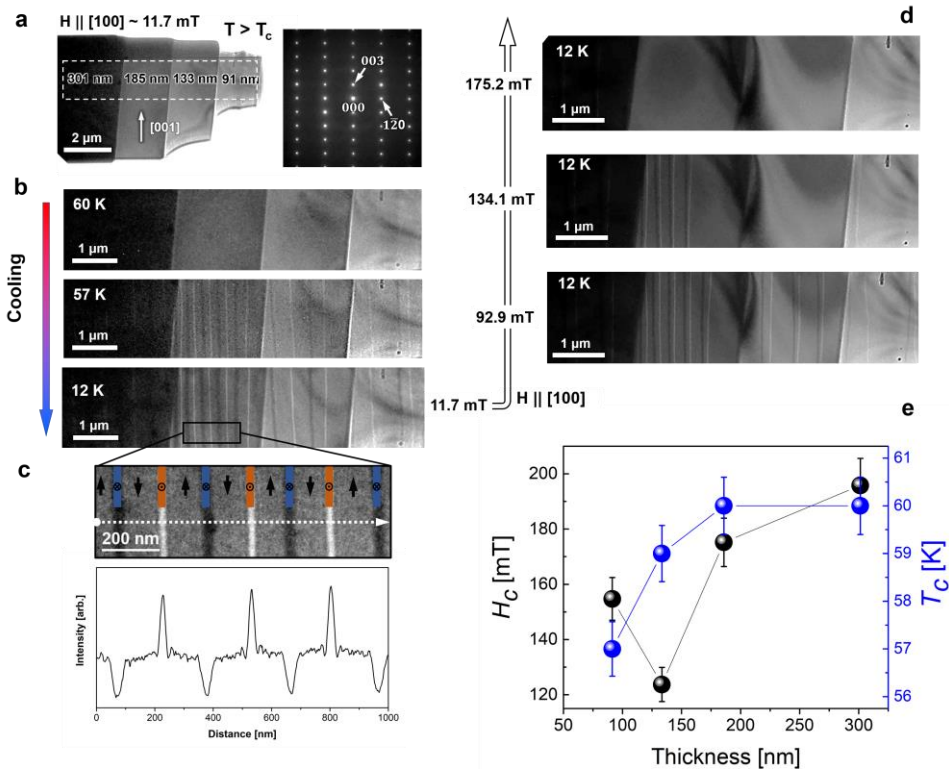 a
H || [100] ~ 11.7 mT
T > Tc
301 nm 185 nm 133 nm 91 nm
[001]
2 µm
003
000
1̅20
b
Cooling
60 K
1 µm
57 K
1 µm
12 K
1 µm
c
200 nm
Intensity [arb.]
0 200 400 600 800 1000
Distance [nm]
d
175.2 mT
134.1 mT
92.9 mT
11.7 mT
H || [100]
12 K
1 µm
12 K
1 µm
12 K
1 µm
e
Hc [mT]
200
180
160
140
120
Tc [K]
61
60
59
58
57
56
50 100 150 200 250 300
Thickness [nm]